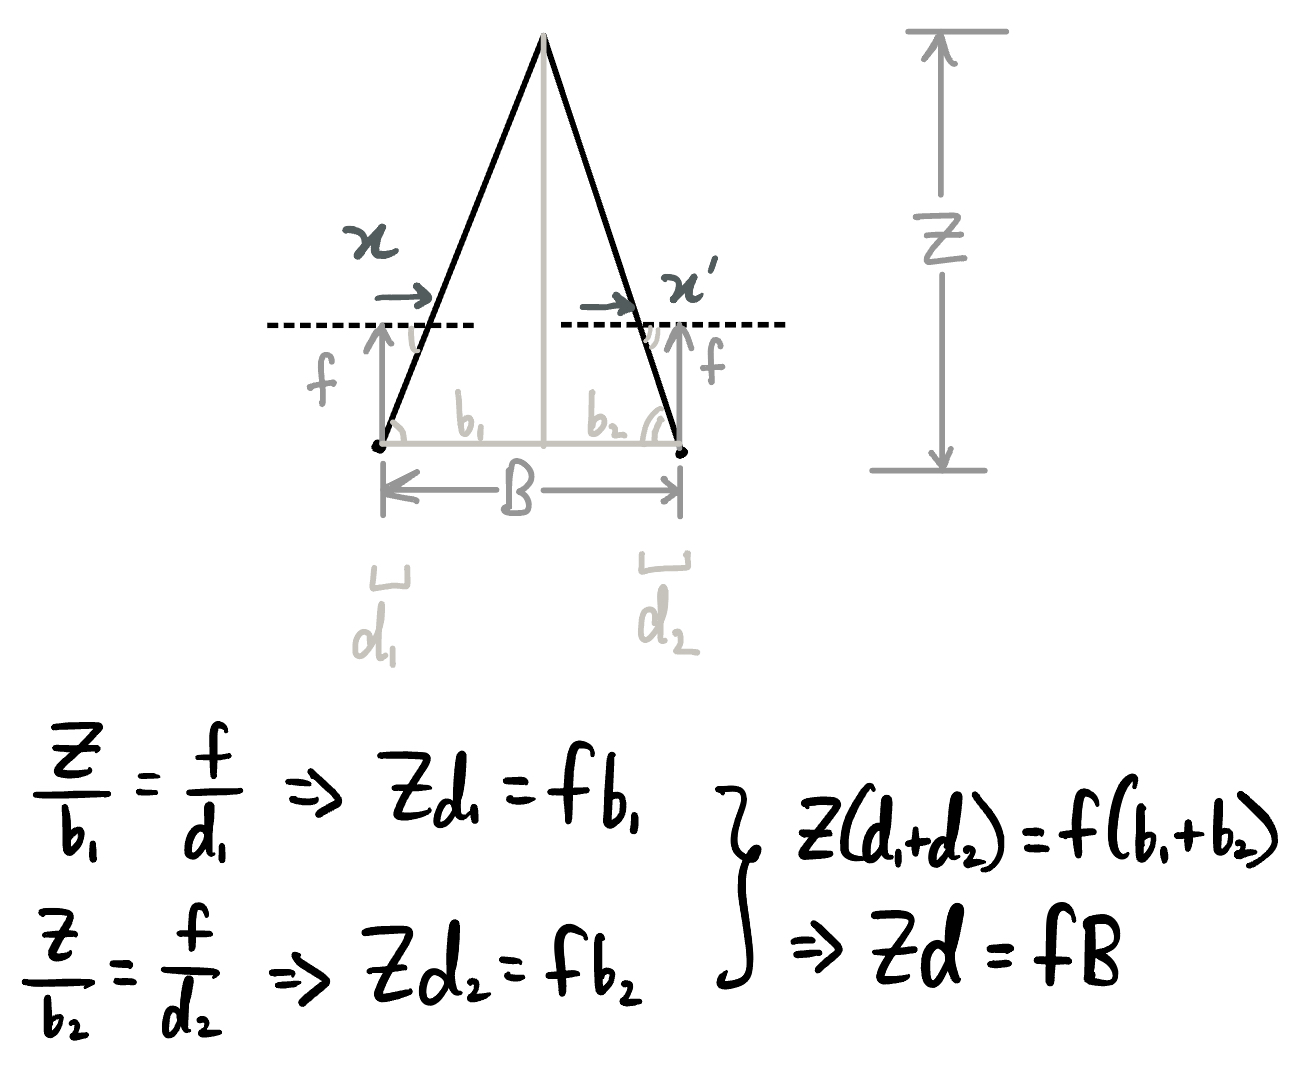 Z
x
x'
f
f
b₁
b₂
B
d₁
d₂
Z/b₁ = f/d₁ ⇒ Zd₁ = fb₁
Z/b₂ = f/d₂ ⇒ Zd₂ = fb₂
} Z(d₁+d₂) = f(b₁+b₂)
⇒ Zd = fB